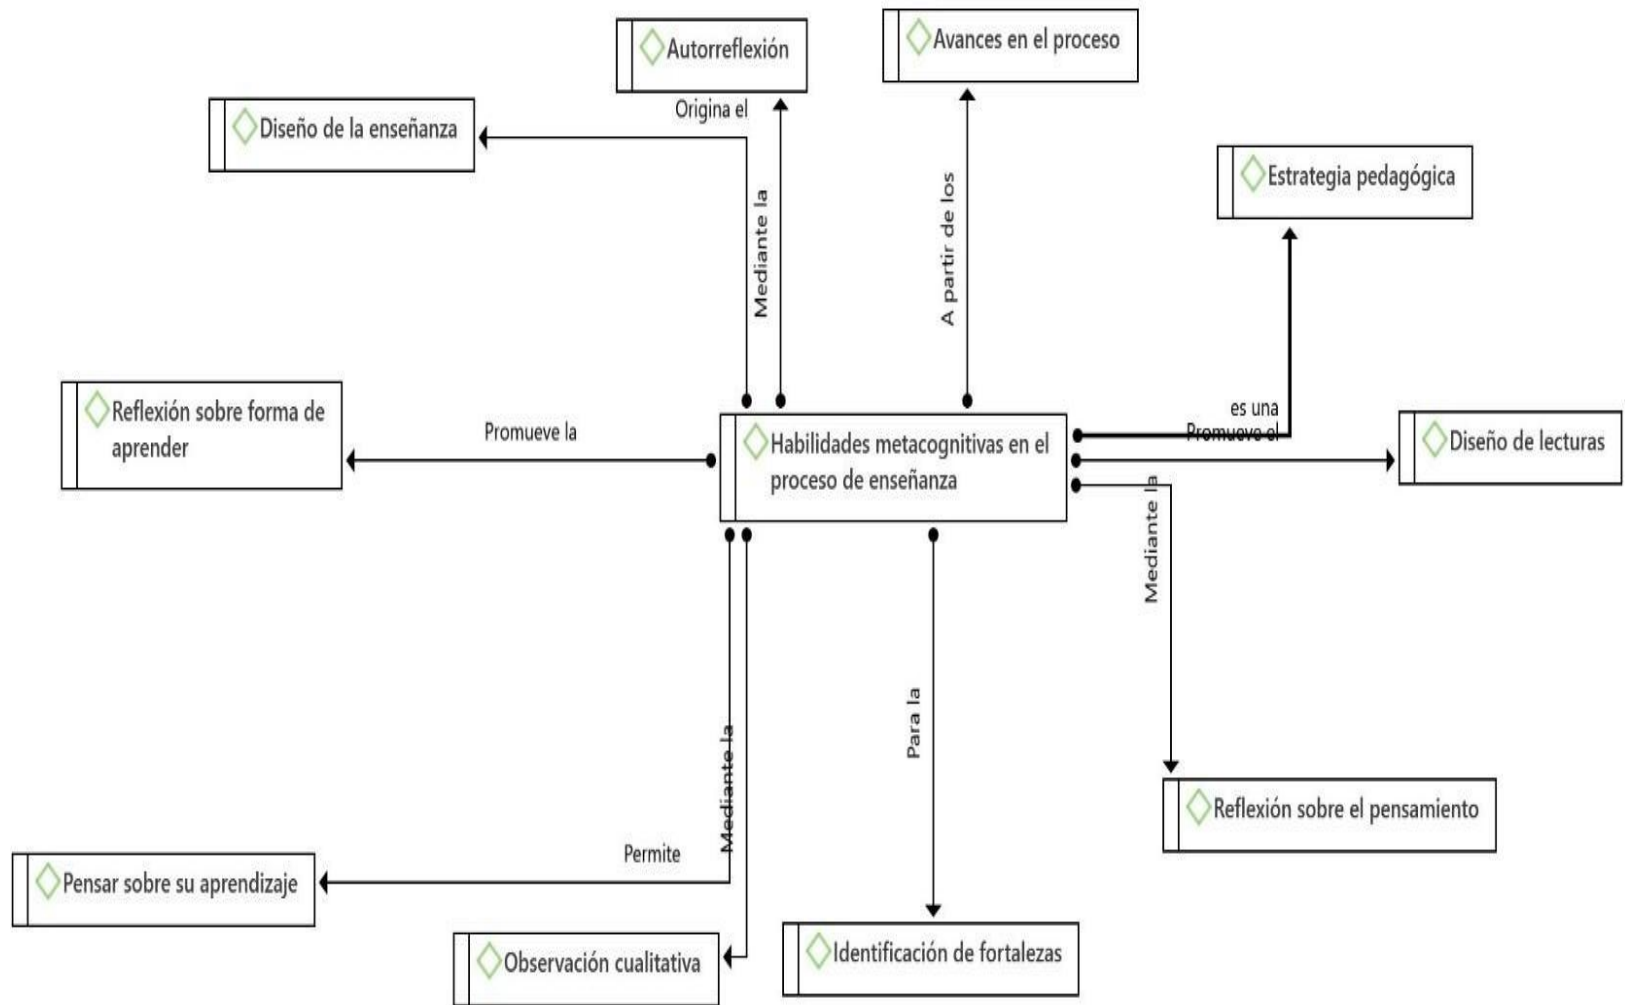 Autorreflexión
Avances en el proceso
Origina el
Diseño de la enseñanza
Estrategia pedagógica
Mediante la
A partir de los
Reflexión sobre forma de
aprender
Promueve la
Habilidades metacognitivas en el
proceso de enseñanza
es una
Promueve el
Diseño de lecturas
Mediante la
Para la
Mediante la
Reflexión sobre el pensamiento
Permite
Pensar sobre su aprendizaje
Observación cualitativa
Identificación de fortalezas